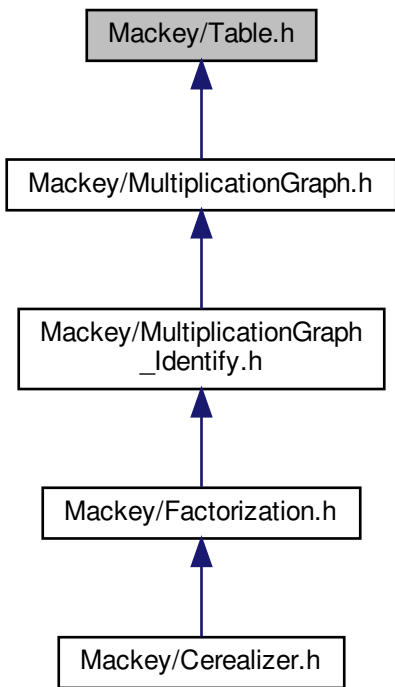 Mackey/Table.h
Mackey/MultiplicationGraph.h
Mackey/MultiplicationGraph
_Identify.h
Mackey/Factorization.h
Mackey/Cerealizer.h